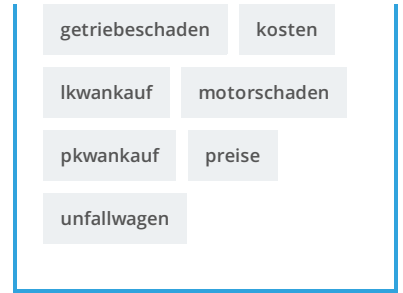 getriebeschaden kosten
lkwankauf motorschaden
pkwankauf preise
unfallwagen